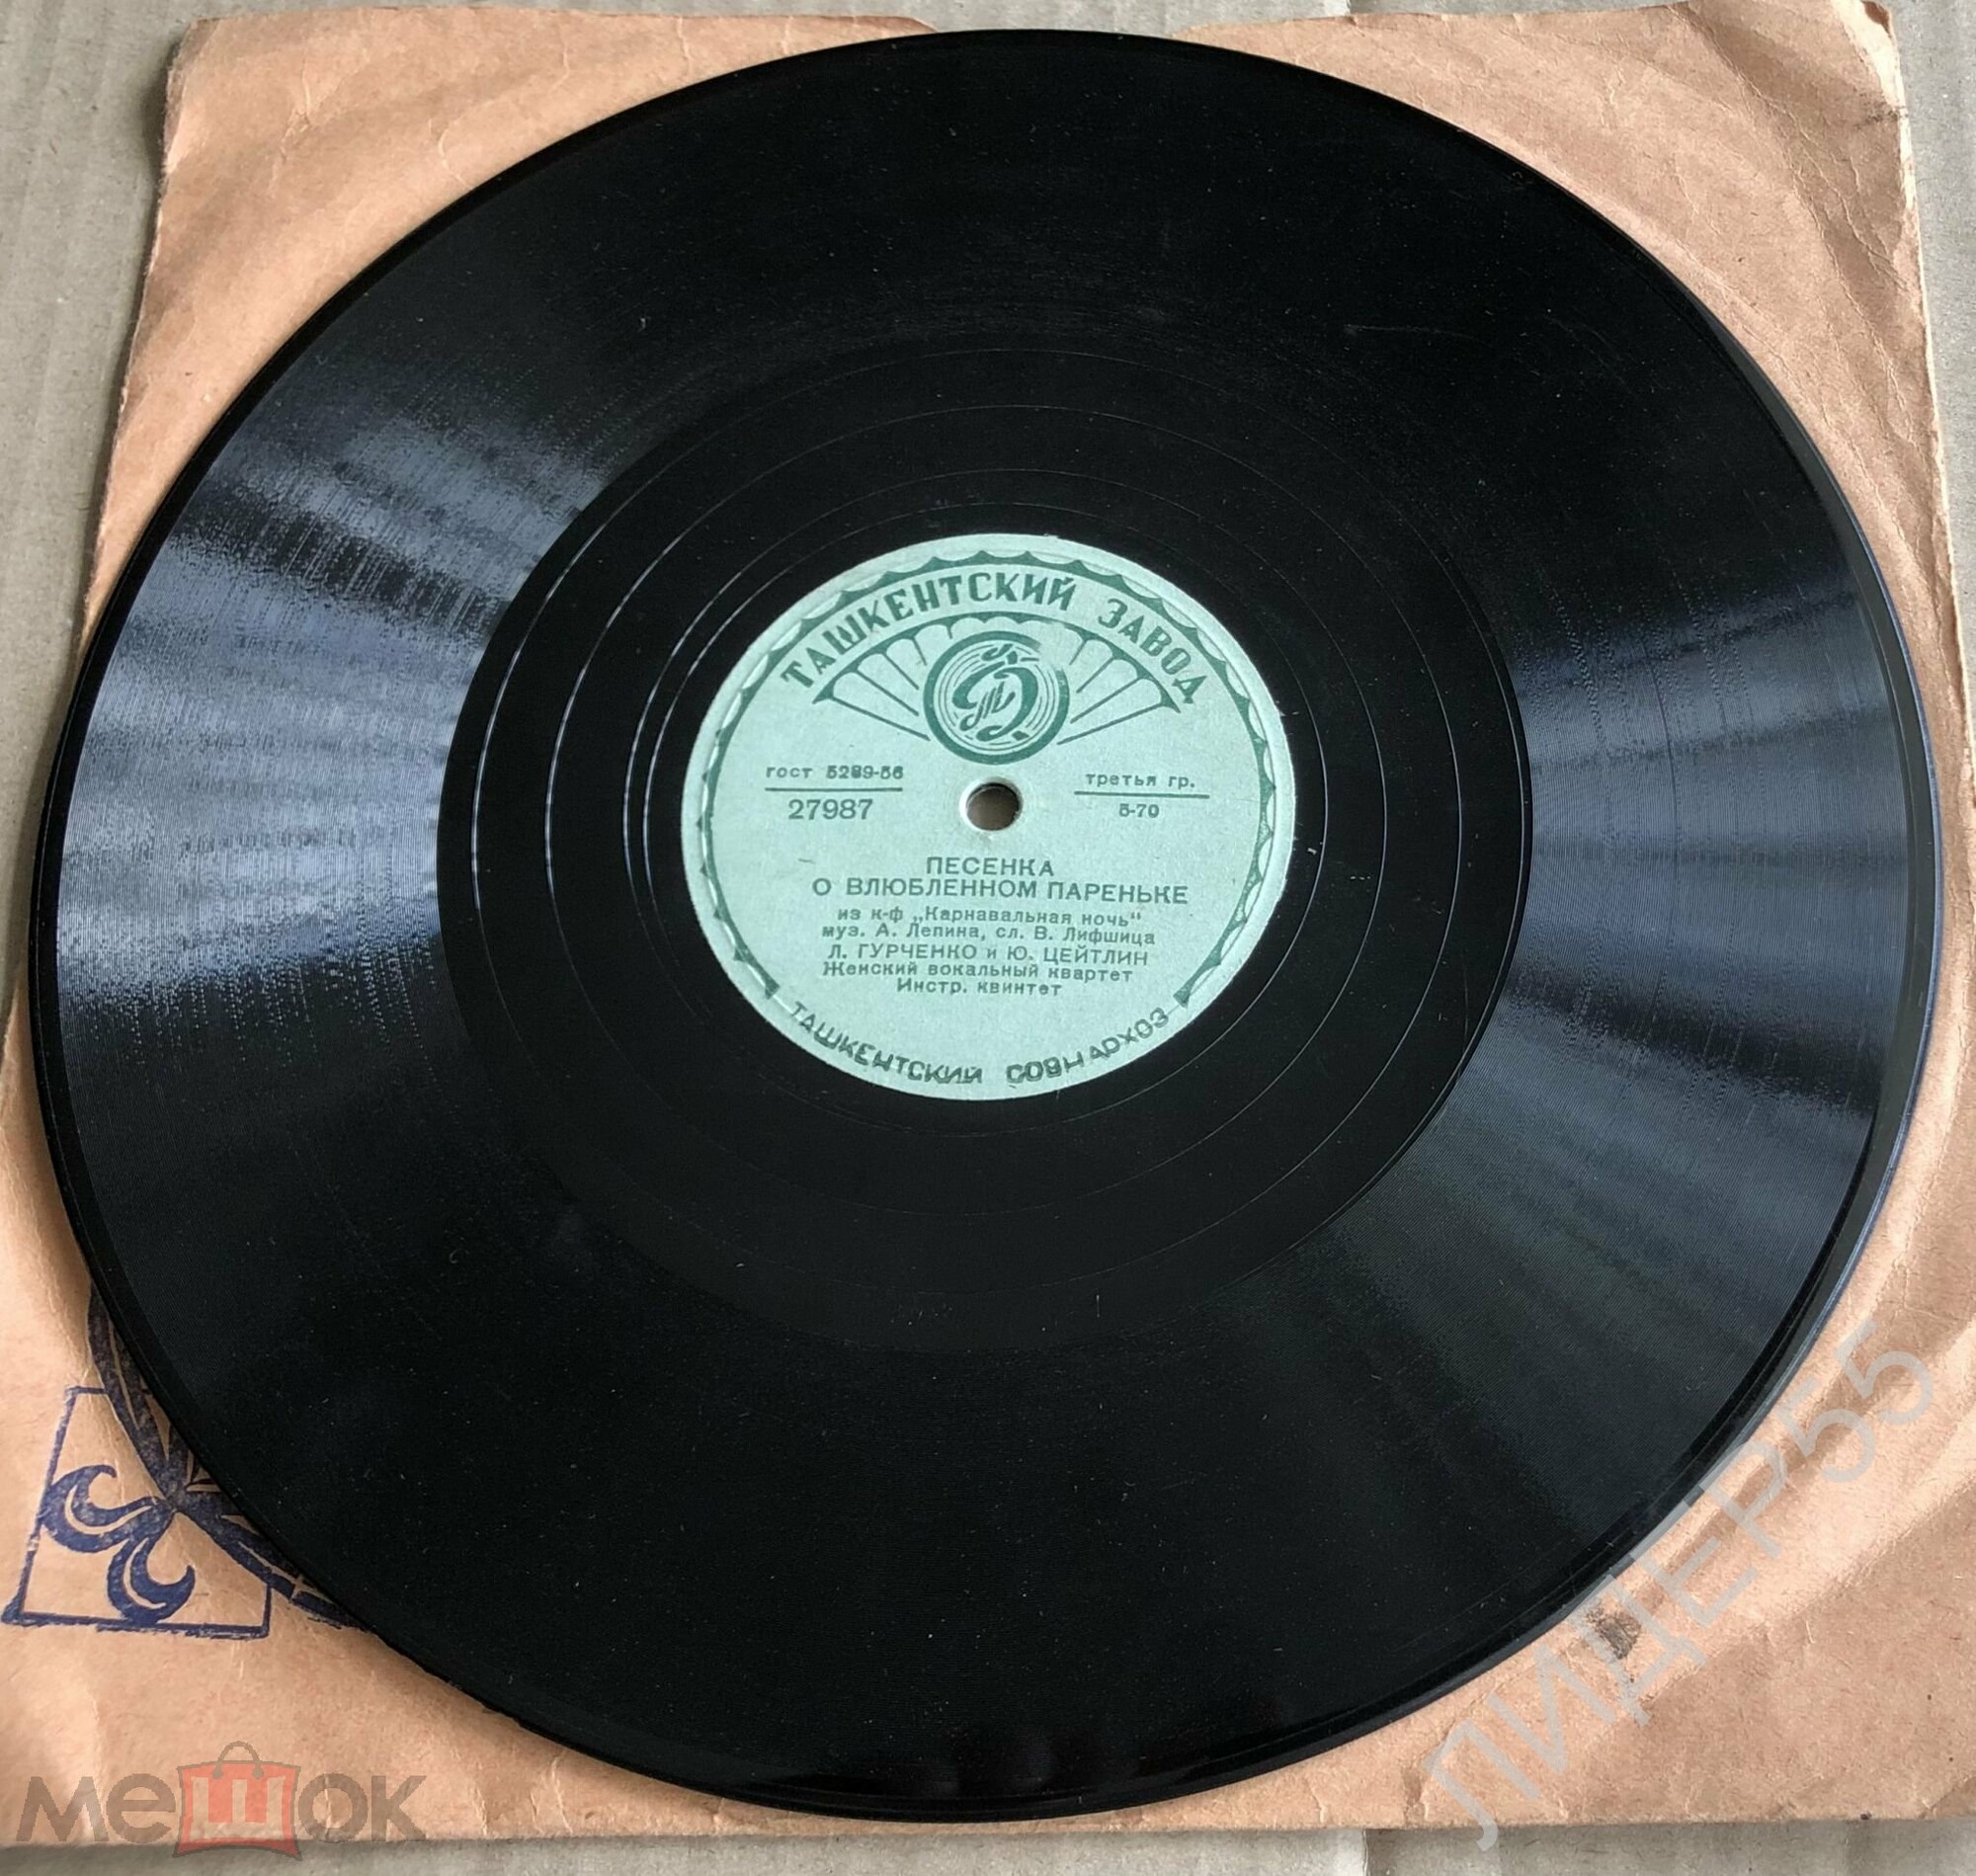 ТАШКЕНТСКИЙ ЗАВОД
гост 5289-56
27987
третья гр.
5-70
ПЕСЕНКА
О ВЛЮБЛЕННОМ ПАРЕНЬКЕ
из к-ф „Карнавальная ночь“
муз. А. Лепина, сл. В. Лифшица
Л. ГУРЧЕНКО и Ю. ЦЕЙТЛИН
Женский вокальный квартет
Инстр. квинтет
ТАШКЕНТСКИЙ СОВНАРХОЗ
ЛИДЕР55
мешок